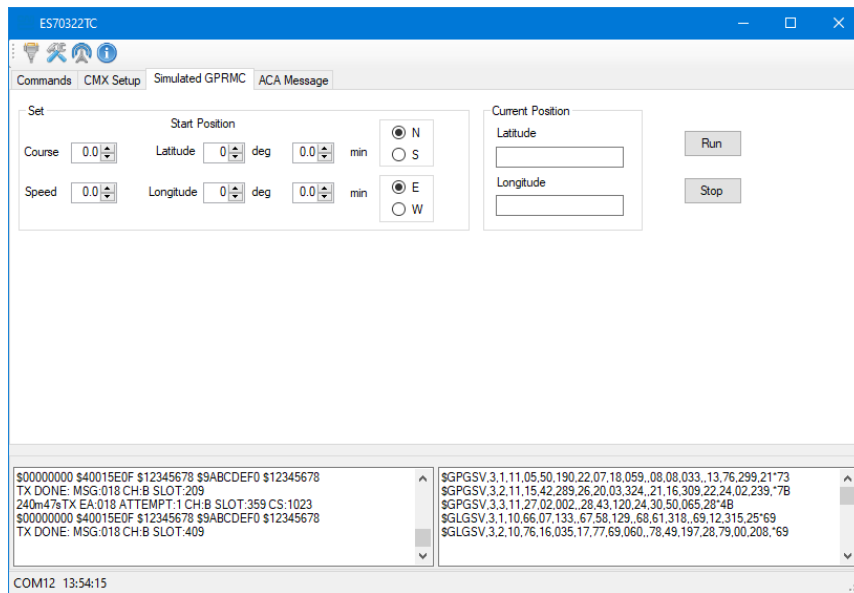 ES70322TC
Commands CMX Setup Simulated GPRMC ACA Message
Set
Start Position
Course 0.0 Latitude 0 deg 0.0 min N
S
Speed 0.0 Longitude 0 deg 0.0 min E
W
Current Position
Latitude
Longitude
Run
Stop
$00000000 $40015E0F $12345678 $9ABCDEF0 $12345678
TX DONE: MSG:018 CH:B SLOT:209
240m47sTX EA:018 ATTEMPT:1 CH:B SLOT:359 CS:1023
$00000000 $40015E0F $12345678 $9ABCDEF0 $12345678
TX DONE: MSG:018 CH:B SLOT:409
$GPGSV,3,1,11,05,50,190,22,07,18,059,,08,08,033,,13,76,299,21*73
$GPGSV,3,2,11,15,42,289,26,20,03,324,,21,16,309,22,24,02,239,*7B
$GPGSV,3,3,11,27,02,002,,28,43,120,24,30,50,065,28*4B
$GLGSV,3,1,10,66,07,133,,67,58,129,,68,61,318,,69,12,315,25*69
$GLGSV,3,2,10,76,16,035,17,77,69,060,,78,49,197,28,79,00,208,*69
COM12 13:54:15